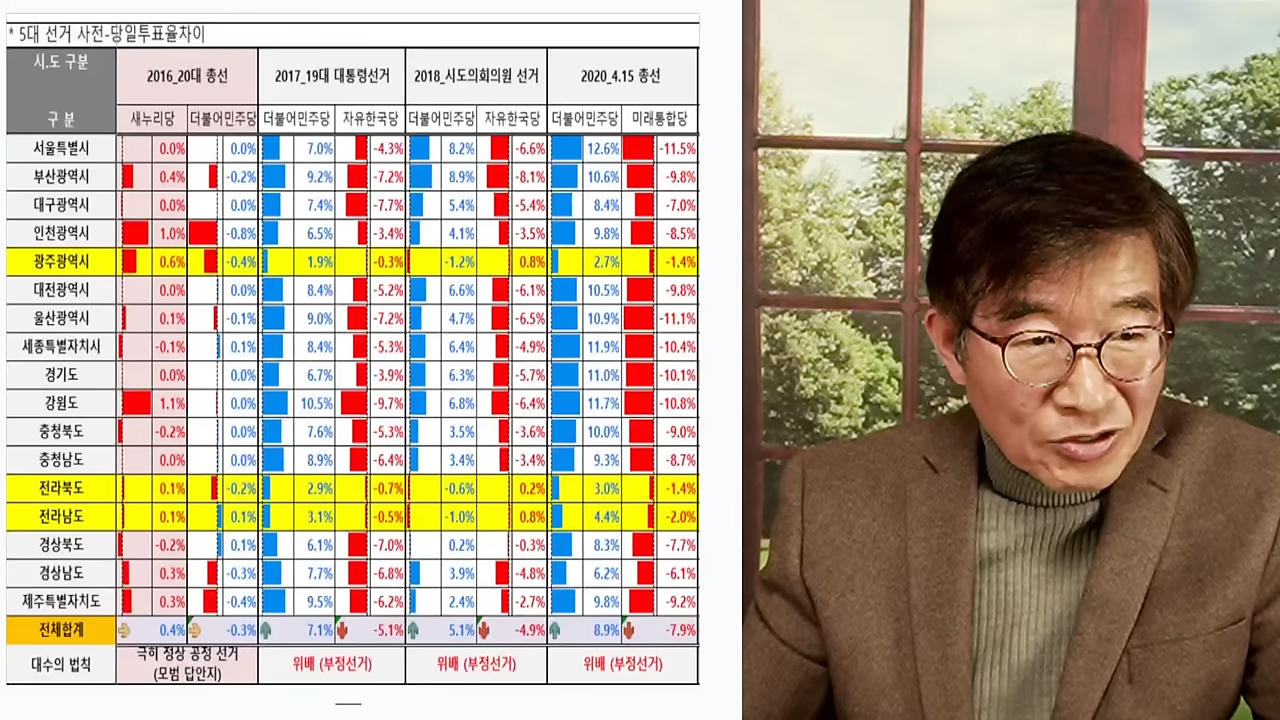 * 5대 선거 사전-당일투표율차이
시.도 구분 2016_20대 총선 2017_19대 대통령선거 2018_시도의회의원 선거 2020_4.15 총선
구 분 새누리당 더불어민주당 더불어민주당 자유한국당 더불어민주당 자유한국당 더불어민주당 미래통합당
서울특별시 0.0% 0.0% 7.0% -4.3% 8.2% -6.6% 12.6% -11.5%
부산광역시 0.4% -0.2% 9.2% -7.2% 8.9% -8.1% 10.6% -9.8%
대구광역시 0.0% 0.0% 7.4% -7.7% 5.4% -5.4% 8.4% -7.0%
인천광역시 1.0% -0.8% 6.5% -3.4% 4.1% -3.5% 9.8% -8.5%
광주광역시 0.6% -0.4% 1.9% -0.3% -1.2% 0.8% 2.7% -1.4%
대전광역시 0.0% 0.0% 8.4% -5.2% 6.6% -6.1% 10.5% -9.8%
울산광역시 0.1% -0.1% 9.0% -7.2% 4.7% -6.5% 10.9% -11.1%
세종특별자치시 -0.1% 0.1% 8.4% -5.3% 6.4% -4.9% 11.9% -10.4%
경기도 0.0% 0.0% 6.7% -3.9% 6.3% -5.7% 11.0% -10.1%
강원도 1.1% 0.0% 10.5% -9.7% 6.8% -6.4% 11.7% -10.8%
충청북도 -0.2% 0.0% 7.6% -5.3% 3.5% -3.6% 10.0% -9.0%
충청남도 0.0% 0.0% 8.9% -6.4% 3.4% -3.4% 9.3% -8.7%
전라북도 0.1% -0.2% 2.9% -0.7% -0.6% 0.2% 3.0% -1.4%
전라남도 0.1% 0.1% 3.1% -0.5% -1.0% 0.8% 4.4% -2.0%
경상북도 -0.2% 0.1% 6.1% -7.0% 0.2% -0.3% 8.3% -7.7%
경상남도 0.3% -0.3% 7.7% -6.8% 3.9% -4.8% 6.2% -6.1%
제주특별자치도 0.3% -0.4% 9.5% -6.2% 2.4% -2.7% 9.8% -9.2%
전체합계 0.4% -0.3% 7.1% -5.1% 5.1% -4.9% 8.9% -7.9%
대수의 법칙 극히 정상 공정 선거 위배 (부정선거) 위배 (부정선거) 위배 (부정선거)
(모범 답안지)